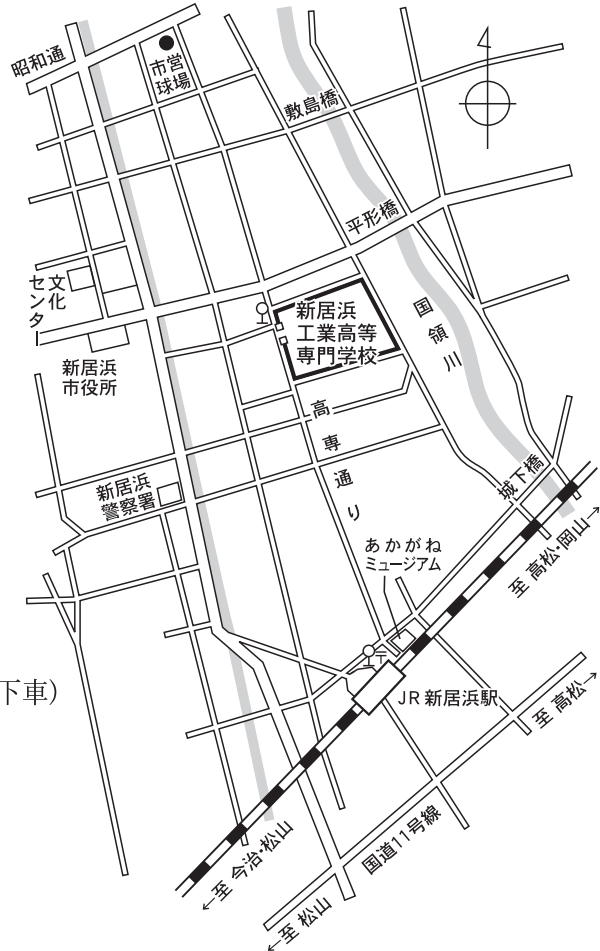 昭和通
市営
球場
敷島橋
平形橋
文化
センター
新居浜
工業高等
専門学校
国領川
新居浜
市役所
高専通り
新居浜
警察署
城下橋
あかがね
ミュージアム
至 高松・岡山→
下車）
〒
JR新居浜駅
至 高松→
←至 今治・松山
国道11号線
←至 松山